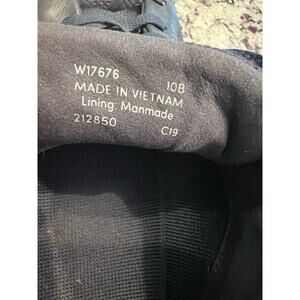 W17676 10B
MADE IN VIETNAM
Lining: Manmade
212850 C19